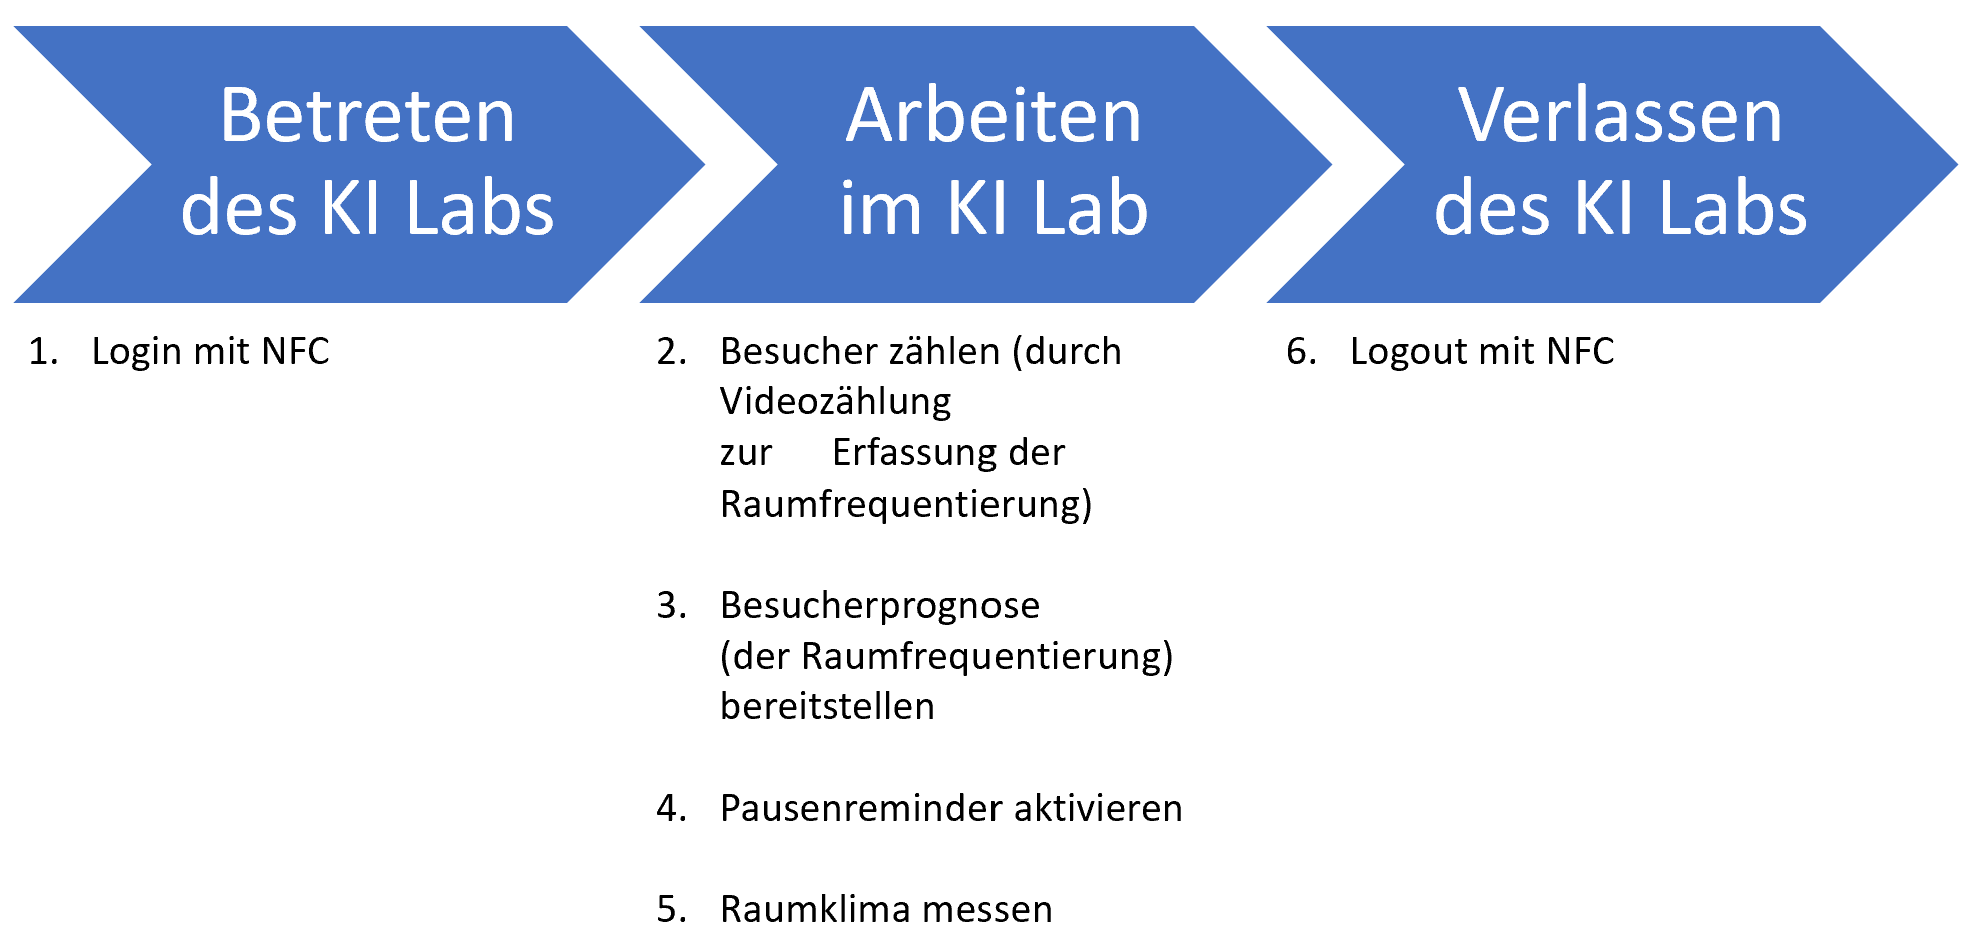 Betreten
des KI Labs
Arbeiten
im KI Lab
Verlassen
des KI Labs
1. Login mit NFC
2. Besucher zählen (durch
Videozählung
zur Erfassung der
Raumfrequentierung)
3. Besucherprognose
(der Raumfrequentierung)
bereitstellen
4. Pausenreminder aktivieren
5. Raumklima messen
6. Logout mit NFC